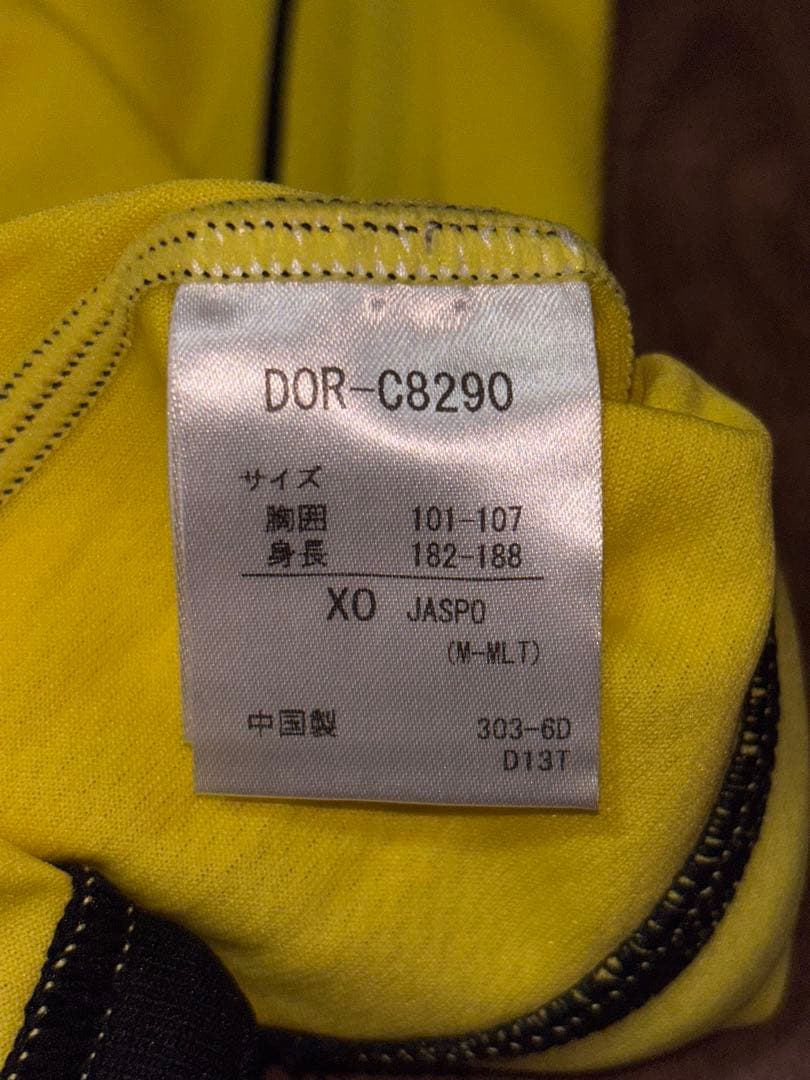 DOR-C8290
サイズ
胸囲 101-107
身長 182-188
XO JASPO
(M-MLT)
中国製 303-6D
D13T